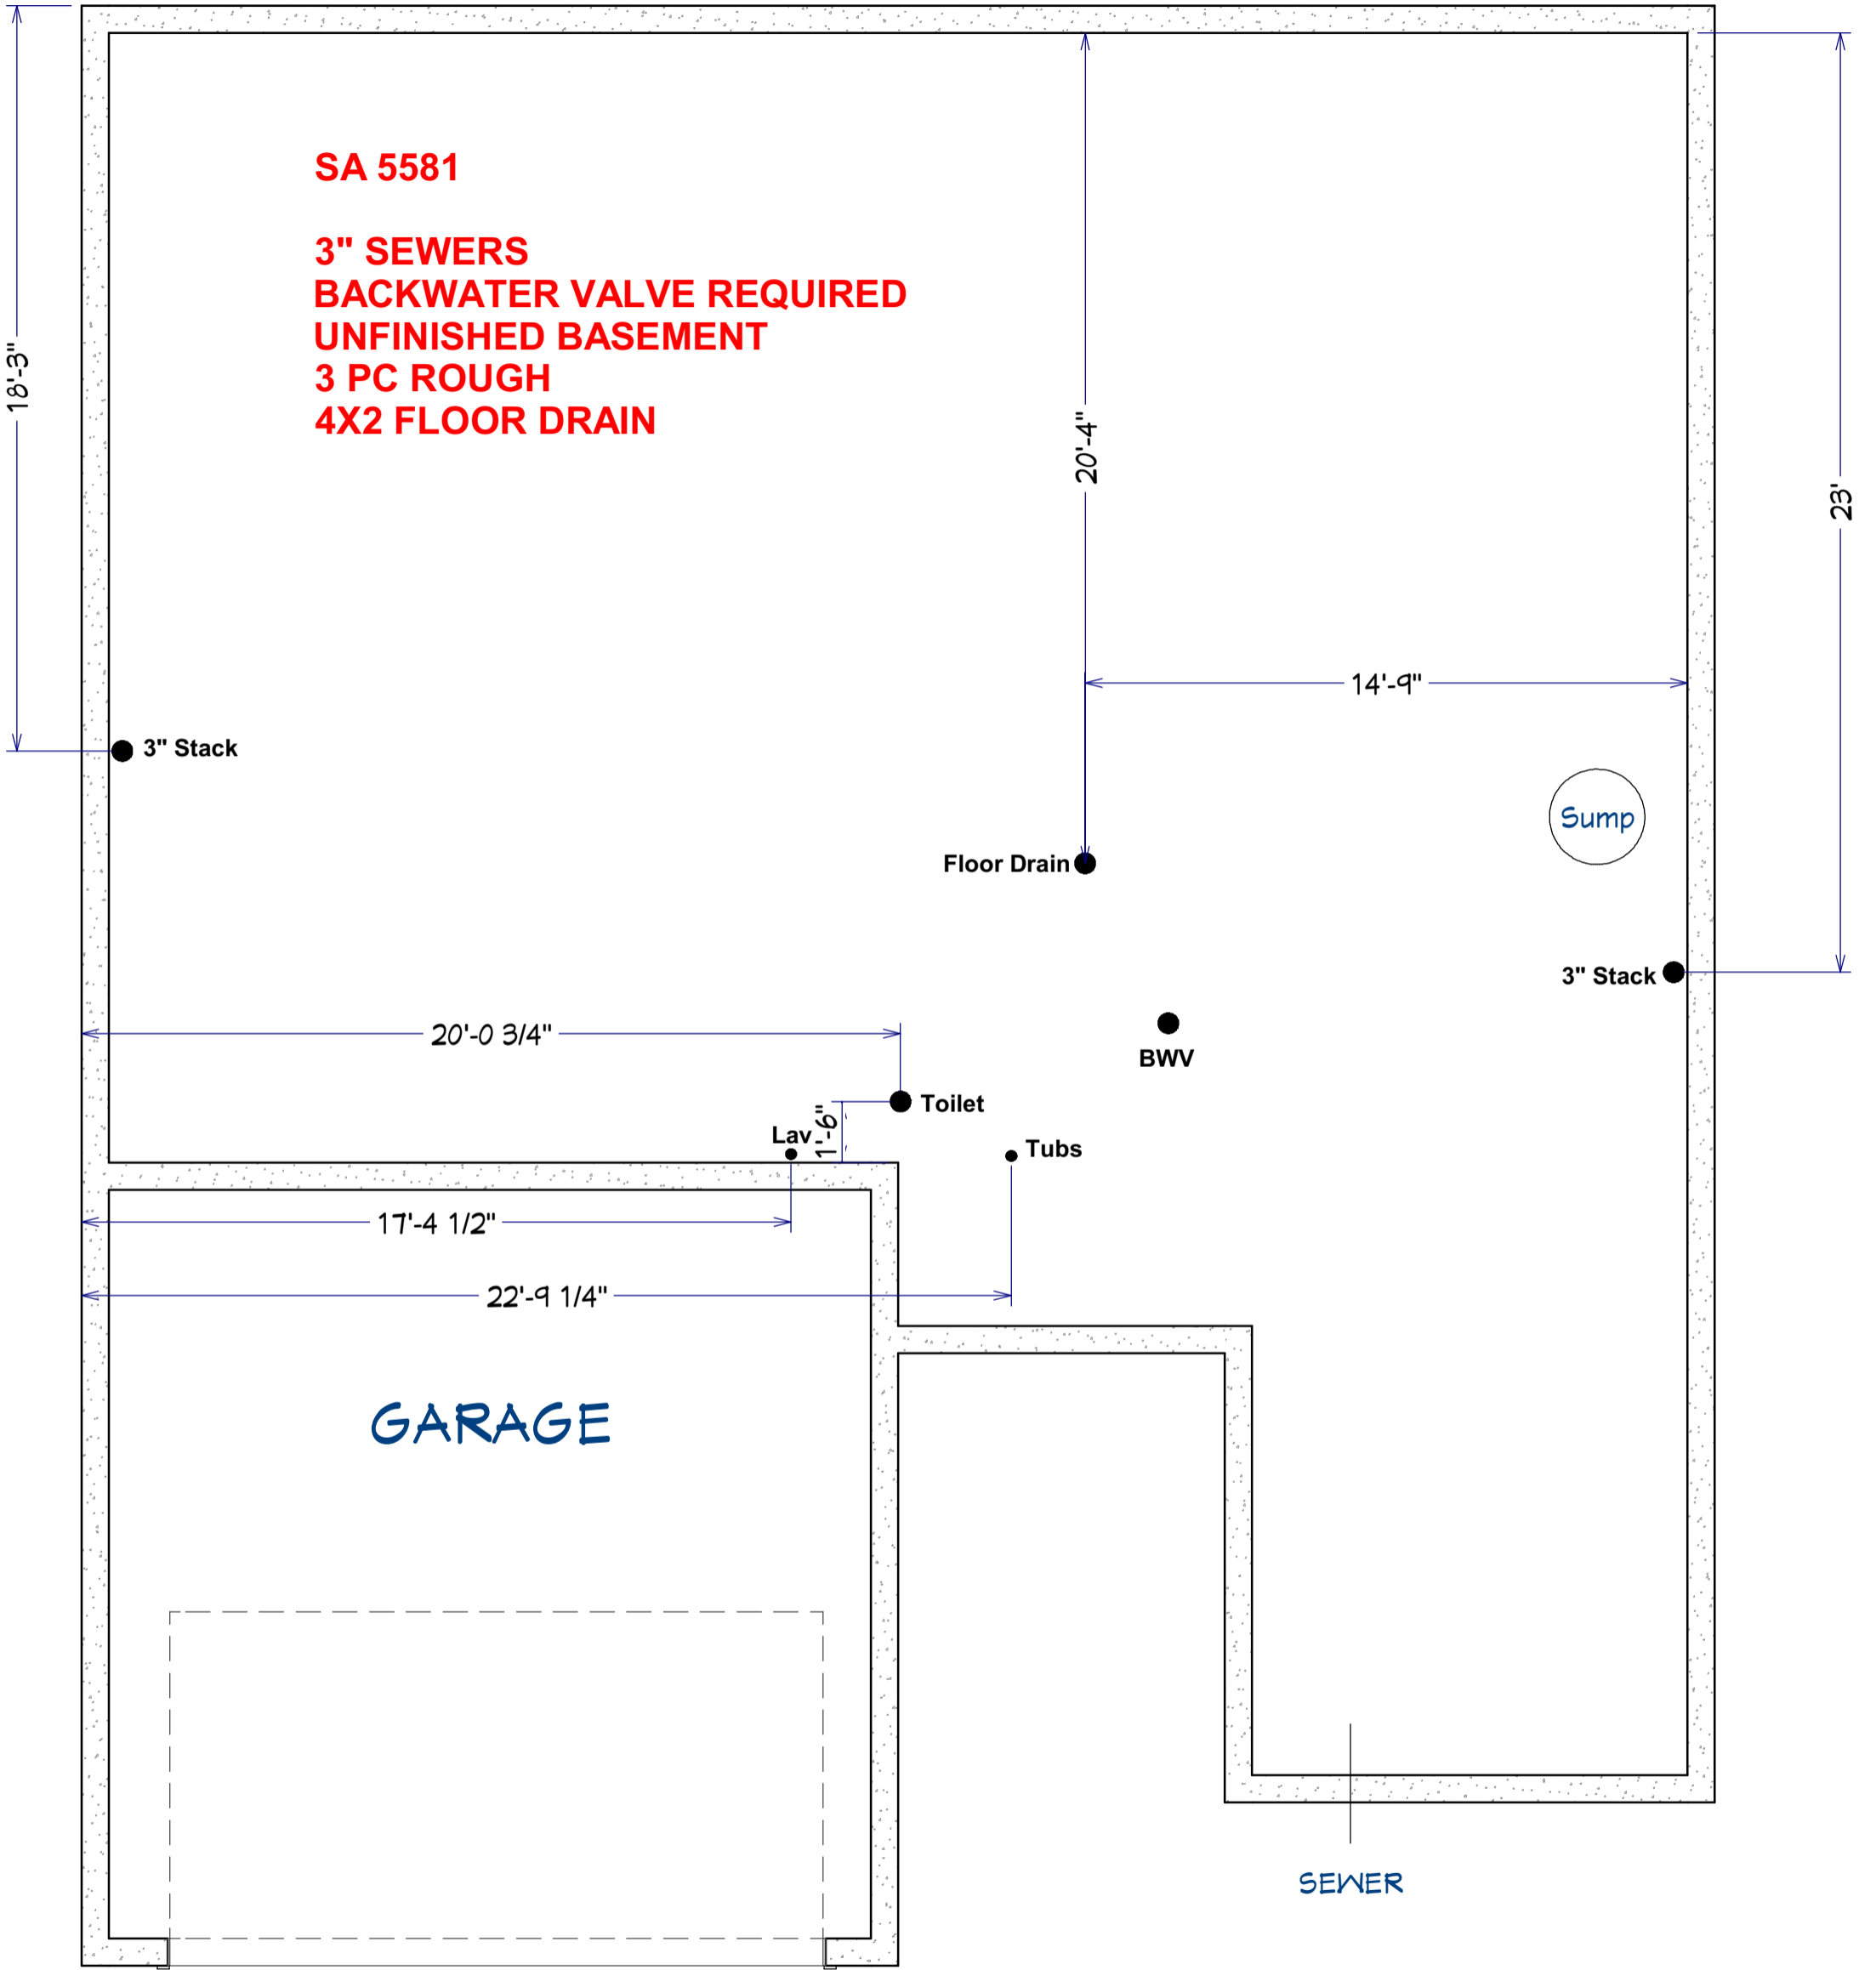 SA 5581
3" SEWERS
BACKWATER VALVE REQUIRED
UNFINISHED BASEMENT
3 PC ROUGH
4X2 FLOOR DRAIN
18'-3"
20'-4"
23'
14'-9"
3" Stack
Sump
Floor Drain
3" Stack
20'-0 3/4"
BWV
Toilet
1'-6"
Lav
Tubs
17'-4 1/2"
22'-9 1/4"
GARAGE
SEWER